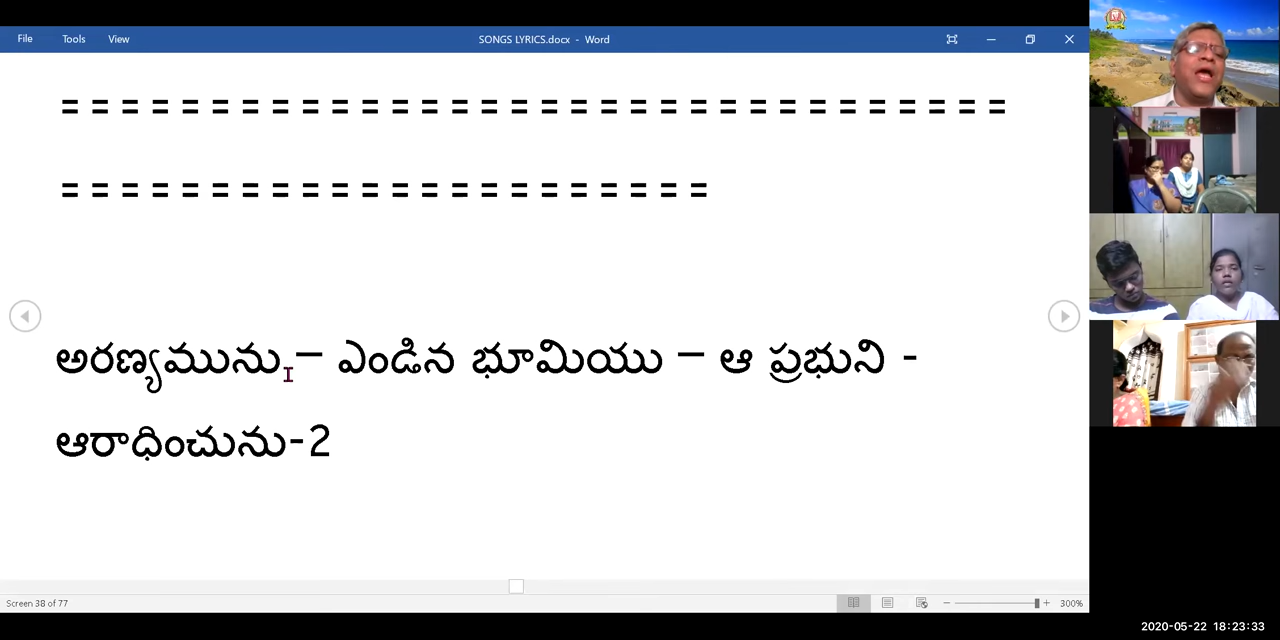 File Tools View SONGS LYRICS.docx - Word
= = = = = = = = = = = = = = = = = = = = = = = = = = = = = = = =
= = = = = = = = = = = = = = = = = = = = = =
అరణ్యమును – ఎండిన భూమియు – ఆ ప్రభుని -
ఆరాధించును-2
Screen 38 of 77 300%
2020-05-22 18:23:33